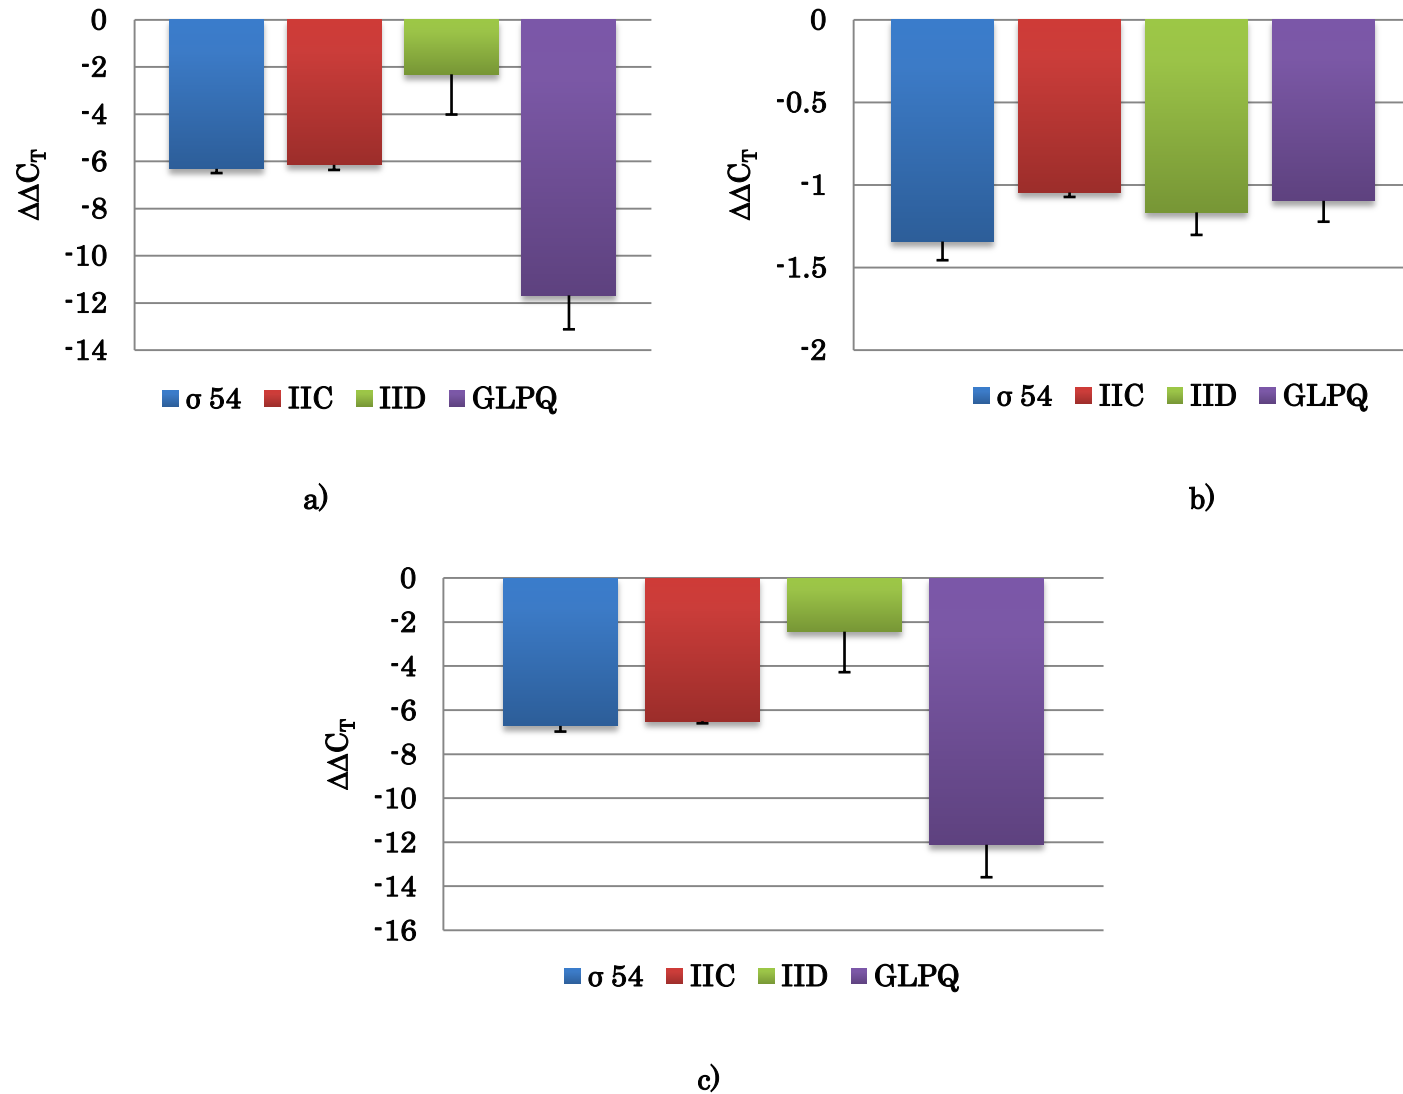 0
-2
-4
-6
-8
-10
-12
-14
ΔΔCT
σ 54 IIC IID GLPQ
a)
0
-0.5
-1
-1.5
-2
ΔΔCT
σ 54 IIC IID GLPQ
b)
0
-2
-4
-6
-8
-10
-12
-14
-16
ΔΔCT
σ 54 IIC IID GLPQ
c)